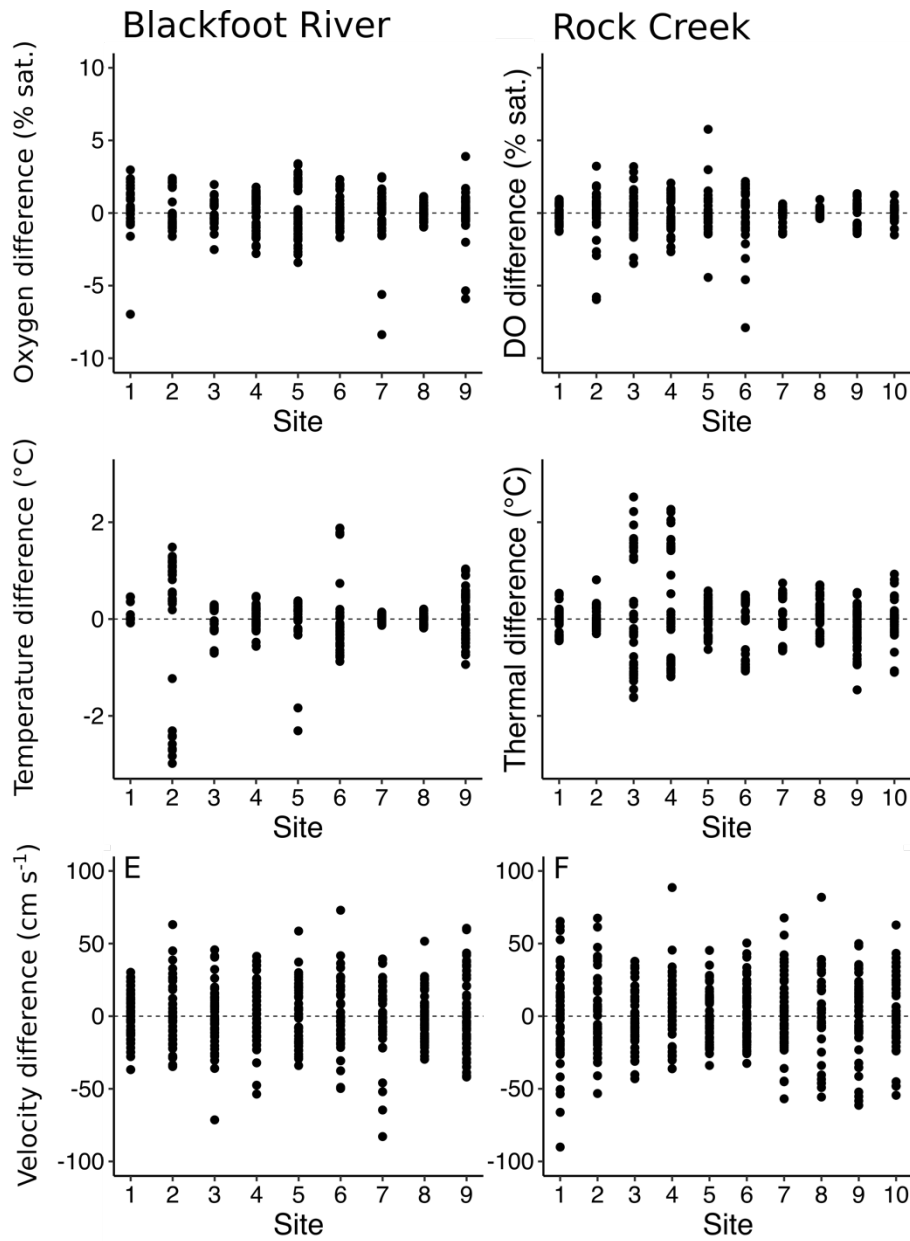 Blackfoot River
Rock Creek
Oxygen difference (% sat.)
10
5
0
-5
-10
1 2 3 4 5 6 7 8 9
Site
DO difference (% sat.)
1 2 3 4 5 6 7 8 9 10
Site
Temperature difference (°C)
2
0
-2
1 2 3 4 5 6 7 8 9
Site
Thermal difference (°C)
1 2 3 4 5 6 7 8 9 10
Site
Velocity difference (cm s⁻¹)
100
50
0
-50
-100
E
1 2 3 4 5 6 7 8 9
Site
100
50
0
-50
-100
F
1 2 3 4 5 6 7 8 9 10
Site